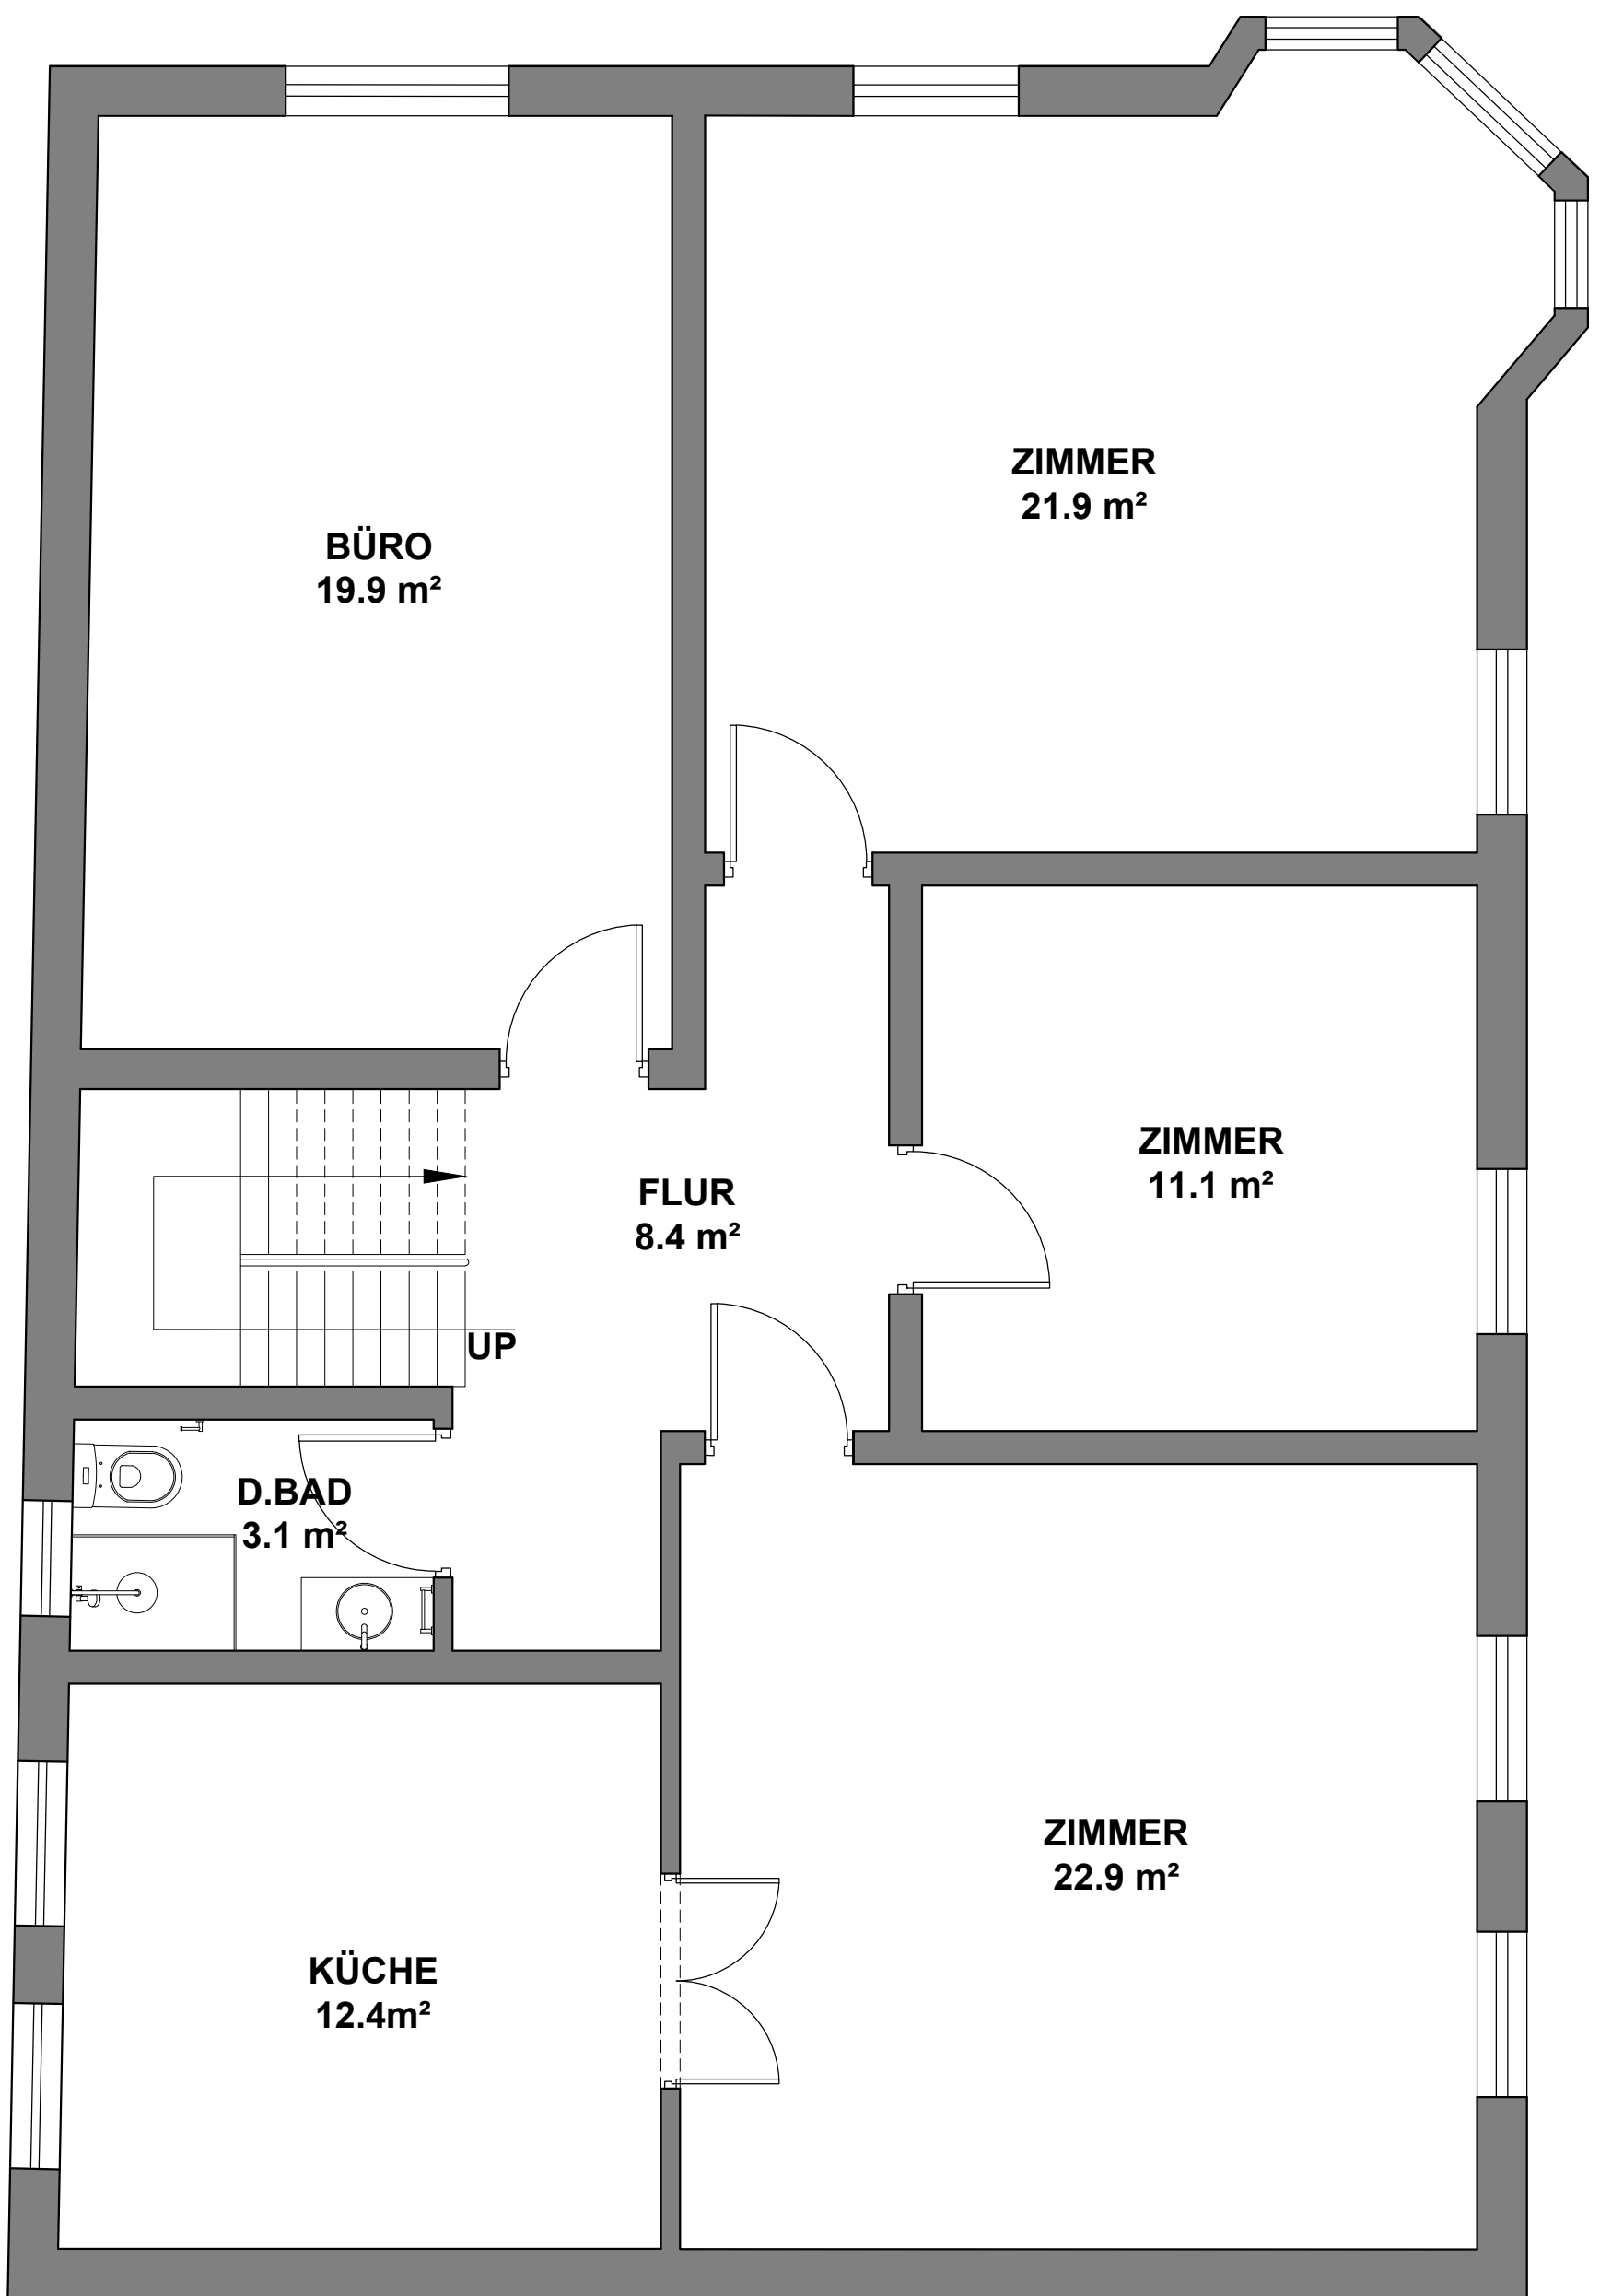 ZIMMER
21.9 m²
BÜRO
19.9 m²
ZIMMER
11.1 m²
FLUR
8.4 m²
UP
D.BAD
3.1 m²
ZIMMER
22.9 m²
KÜCHE
12.4m²